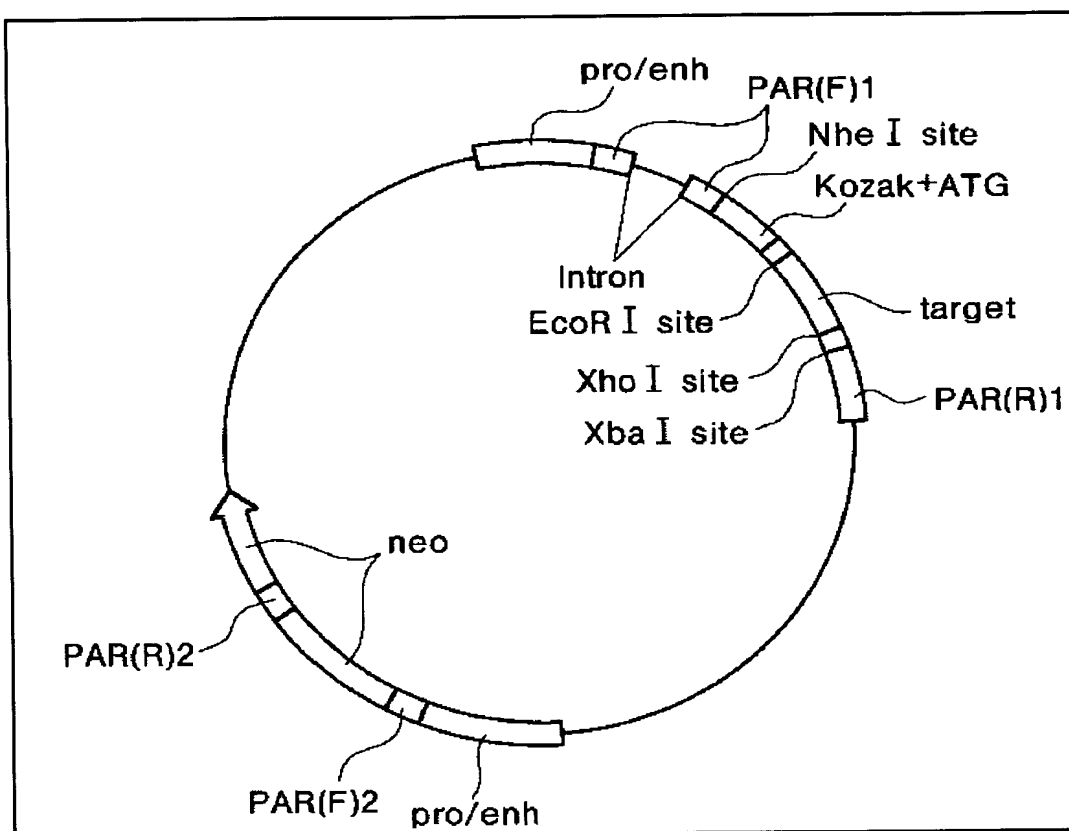 pro/enh
PAR(F)1
Nhe I site
Kozak+ATG
Intron
EcoR I site
target
Xho I site
PAR(R)1
Xba I site
neo
PAR(R)2
PAR(F)2
pro/enh